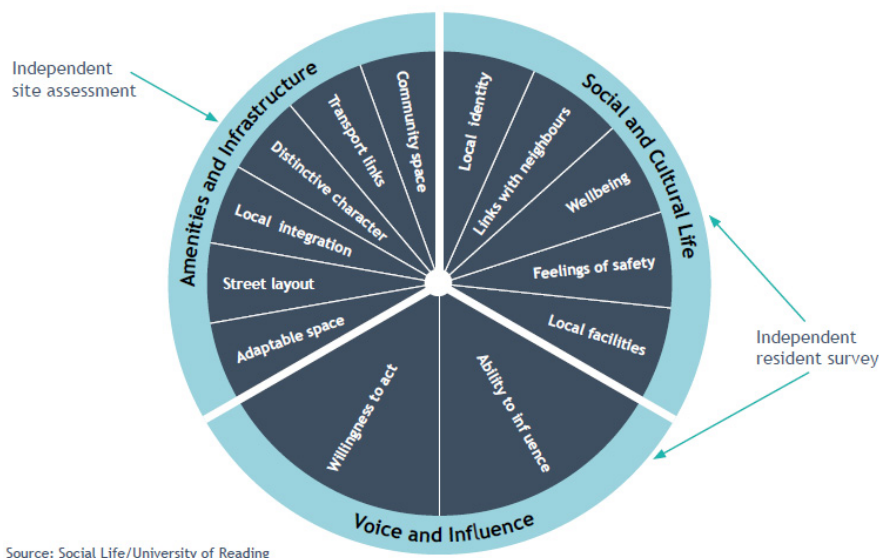 Independent
site assessment
Amenities and Infrastructure
Community space
Transport links
Distinctive character
Local integration
Street layout
Adaptable space
Social and Cultural Life
Local identity
Links with neighbours
Wellbeing
Feelings of safety
Local facilities
Independent
resident survey
Willingness to act
Ability to infuence
Voice and Influence
Source: Social Life/University of Reading